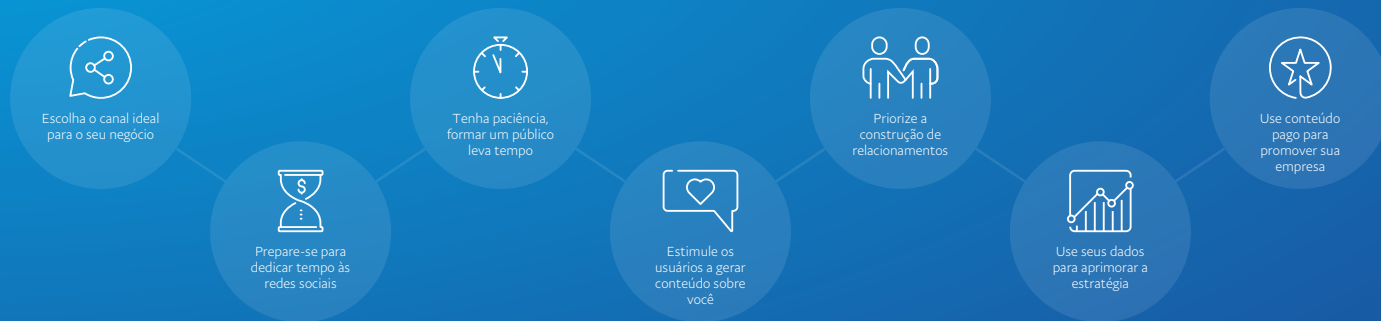 Escolha o canal ideal
para o seu negócio
Prepare-se para
dedicar tempo às
redes sociais
Tenha paciência,
formar um público
leva tempo
Estimule os
usuários a gerar
conteúdo sobre
você
Priorize a
construção de
relacionamentos
Use seus dados
para aprimorar a
estratégia
Use conteúdo
pago para
promover sua
empresa